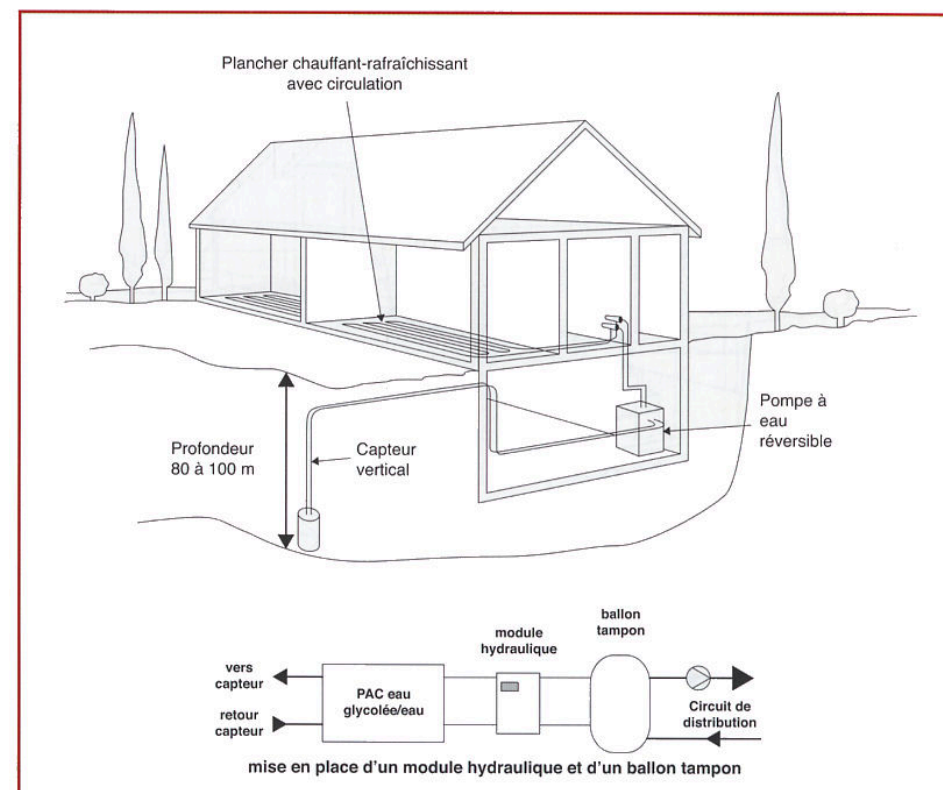 Plancher chauffant-rafraîchissant
avec circulation
Pompe à
eau
réversible
Profondeur
80 à 100 m
Capteur
vertical
ballon
tampon
module
hydraulique
vers
capteur
PAC eau
glycolée/eau
retour
capteur
Circuit de
distribution
mise en place d'un module hydraulique et d'un ballon tampon